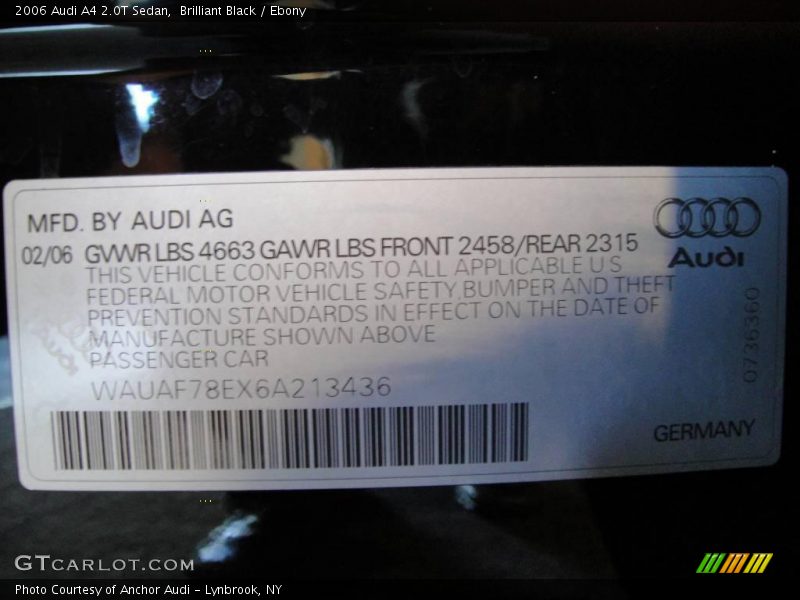 2006 Audi A4 2.0T Sedan,  Brilliant Black / Ebony
MFD. BY AUDI AG
02/06 GVWR LBS 4663 GAWR LBS FRONT 2458/REAR 2315
THIS VEHICLE CONFORMS TO ALL APPLICABLE U S
FEDERAL MOTOR VEHICLE SAFETY,BUMPER AND THEFT
PREVENTION STANDARDS IN EFFECT ON THE DATE OF
MANUFACTURE SHOWN ABOVE
PASSENGER CAR
WAUAF78EX6A213436
Audi
0736360
GERMANY
GTCARLOT.COM
Photo Courtesy of Anchor Audi - Lynbrook, NY